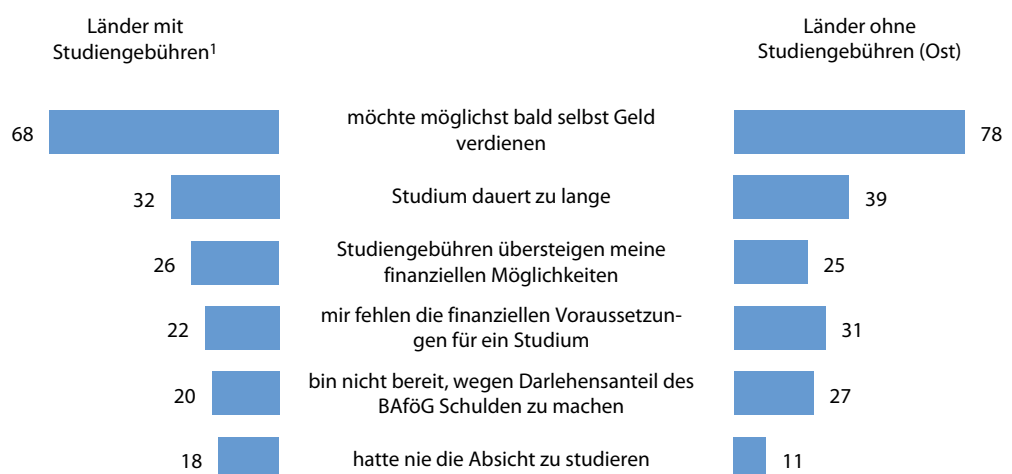 Länder mit
Studiengebühren¹
Länder ohne
Studiengebühren (Ost)
68
möchte möglichst bald selbst Geld
verdienen
78
32
Studium dauert zu lange
39
26
Studiengebühren übersteigen meine
finanziellen Möglichkeiten
25
22
mir fehlen die finanziellen Voraussetzun-
gen für ein Studium
31
20
bin nicht bereit, wegen Darlehensanteil des
BAföG Schulden zu machen
27
18
hatte nie die Absicht zu studieren
11